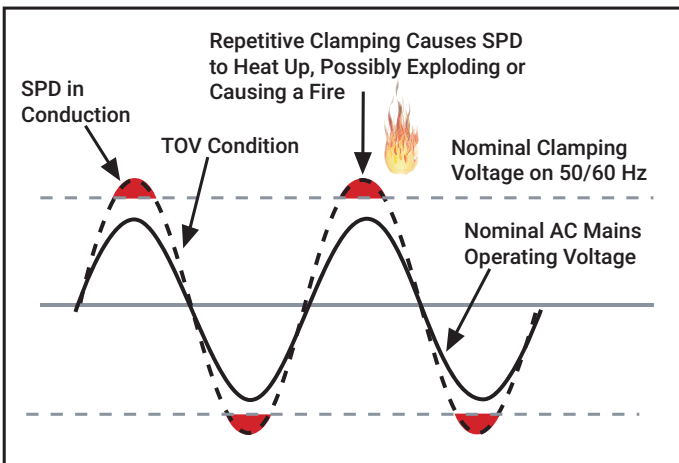 Repetitive Clamping Causes SPD
to Heat Up, Possibly Exploding or
Causing a Fire
SPD in
Conduction
TOV Condition
Nominal Clamping
Voltage on 50/60 Hz
Nominal AC Mains
Operating Voltage